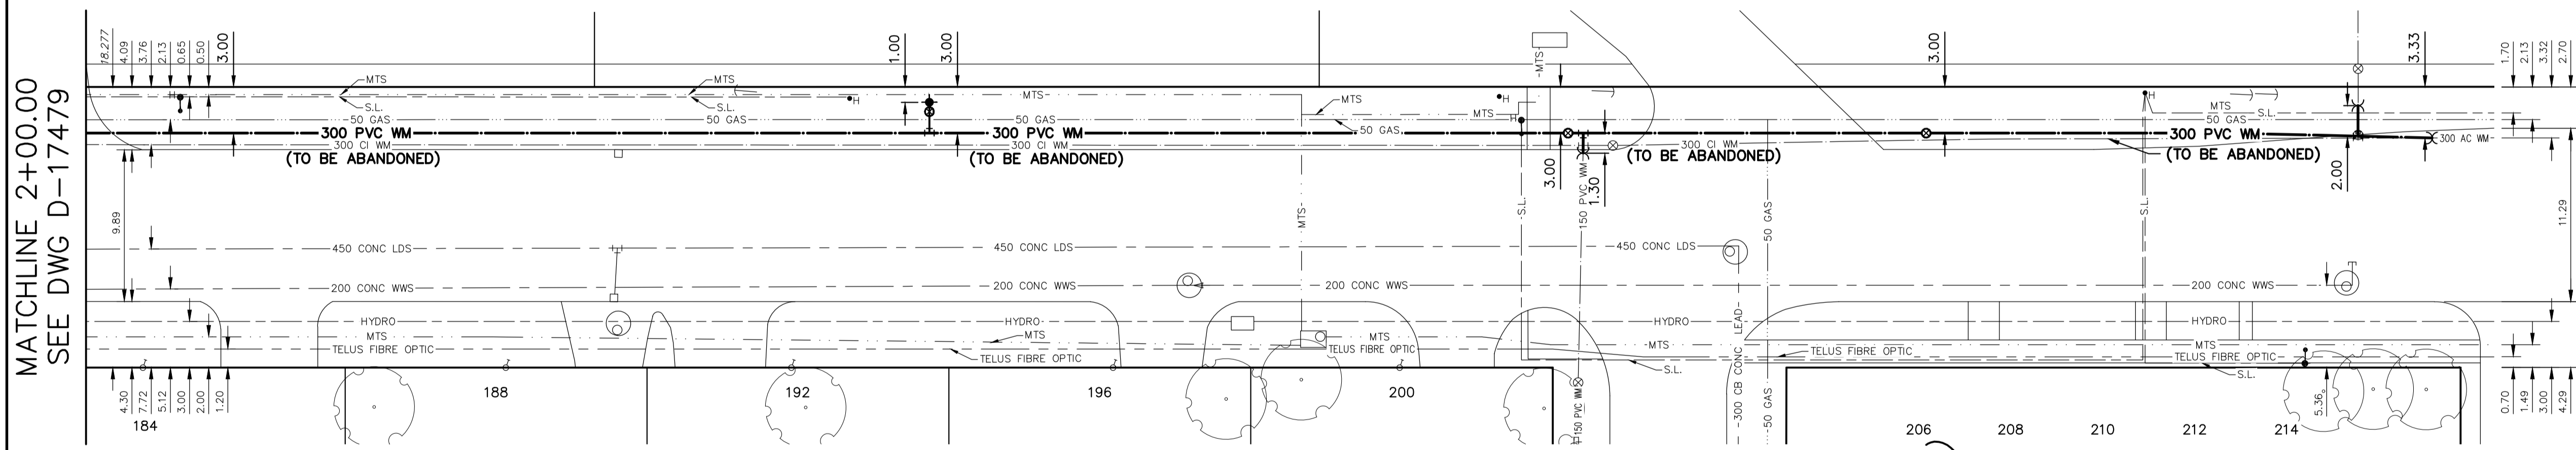 MATCHLINE 2+00.00
SEE DWG D-17479
18.277
4.09
3.76
2.13
0.65
0.50
3.00
1.00
3.00
3.00
3.33
1.70
2.13
3.32
2.70
MTS
MTS
MTS
MTS
MTS
MTS
MTS
H
H
H
H
H
S.L.
S.L.
S.L.
50 GAS
50 GAS
50 GAS
50 GAS
50 GAS
300 PVC WM
300 PVC WM
300 PVC WM
300 AC WM
300 CI WM
300 CI WM
300 CI WM
(TO BE ABANDONED)
(TO BE ABANDONED)
(TO BE ABANDONED)
(TO BE ABANDONED)
3.00
1.30
2.00
150 PVC WM
9.89
11.29
MTS
S.L.
50 GAS
S.L.
450 CONC LDS
450 CONC LDS
450 CONC LDS
200 CONC WWS
200 CONC WWS
200 CONC WWS
200 CONC WWS
HYDRO
HYDRO
HYDRO
HYDRO
MTS
MTS
MTS
MTS
MTS
TELUS FIBRE OPTIC
TELUS FIBRE OPTIC
TELUS FIBRE OPTIC
TELUS FIBRE OPTIC
TELUS FIBRE OPTIC
S.L.
S.L.
300 CB CONC LEAD
50 GAS
150 PVC WM
4.30
7.72
5.12
3.00
2.00
1.20
5.36
0.70
1.49
3.00
4.29
184
188
192
196
200
206
208
210
212
214